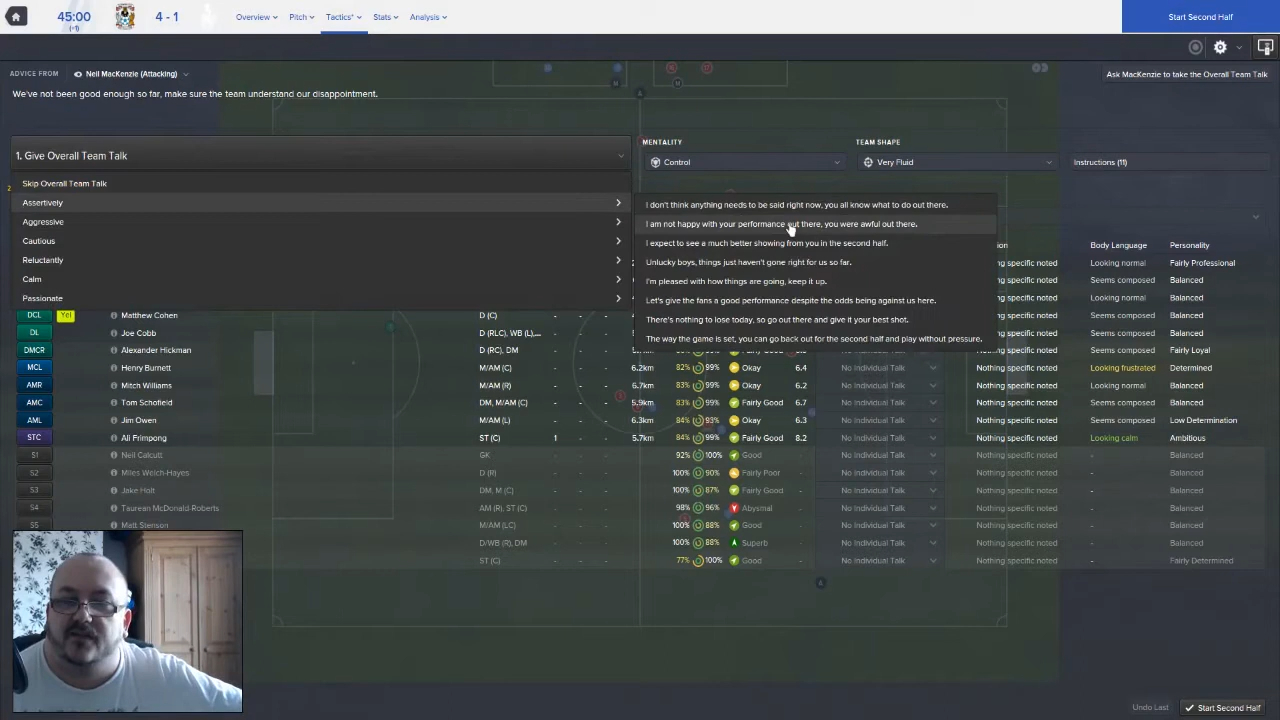 45:00
(+1)
4 - 1
Overview
Pitch
Tactics*
Stats
Analysis
Start Second Half
ADVICE FROM
Neil MacKenzie (Attacking)
Ask MacKenzie to take the Overall Team Talk
We've not been good enough so far, make sure the team understand our disappointment.
1. Give Overall Team Talk
MENTALITY
Control
TEAM SHAPE
Very Fluid
Instructions (11)
Skip Overall Team Talk
Assertively
Aggressive
Cautious
Reluctantly
Calm
Passionate
I don't think anything needs to be said right now, you all know what to do out there.
I am not happy with your performance out there, you were awful out there.
I expect to see a much better showing from you in the second half.
Unlucky boys, things just haven't gone right for us so far.
I'm pleased with how things are going, keep it up.
Let's give the fans a good performance despite the odds being against us here.
There's nothing to lose today, so go out there and give it your best shot.
The way the game is set, you can go back out for the second half and play without pressure.
Body Language Personality
Looking normal Fairly Professional
Seems composed Balanced
Looking normal Balanced
Seems composed Balanced
DCL Yel Matthew Cohen D (C) Seems composed Balanced
DL Joe Cobb D (RLC), WB (L),... Seems composed Balanced
DMCR Alexander Hickman D (RC), DM Seems composed Fairly Loyal
MCL Henry Burnett M/AM (C) - - - 6.2km 82% 99% Okay 6.4 No Individual Talk Nothing specific noted Looking frustrated Determined
AMR Mitch Williams M/AM (R) - - - 6.7km 83% 99% Okay 6.2 No Individual Talk Nothing specific noted Looking normal Balanced
AMC Tom Schofield DM, M/AM (C) - - - 5.9km 83% 99% Fairly Good 6.7 No Individual Talk Nothing specific noted Seems composed Balanced
AML Jim Owen M/AM (L) - - - 6.3km 84% 93% Okay 6.3 No Individual Talk Nothing specific noted Seems composed Low Determination
STC Ali Frimpong ST (C) 1 - - 5.7km 84% 99% Fairly Good 8.2 No Individual Talk Nothing specific noted Looking calm Ambitious
S1 Neil Calcutt GK - - - 92% 100% Good - No Individual Talk Nothing specific noted - Balanced
S2 Miles Welch-Hayes D (R) - - - 100% 90% Fairly Poor - No Individual Talk Nothing specific noted - Balanced
S3 Jake Holt DM, M (C) - - - 100% 87% Fairly Good - No Individual Talk Nothing specific noted - Balanced
S4 Taurean McDonald-Roberts AM (R), ST (C) - - - 98% 96% Abysmal - No Individual Talk Nothing specific noted - Balanced
S5 Matt Stenson M/AM (LC) - - - 100% 88% Good - No Individual Talk Nothing specific noted - Balanced
D/WB (R), DM - - - 100% 88% Superb - No Individual Talk Nothing specific noted - Balanced
ST (C) - - - 77% 100% Good - No Individual Talk Nothing specific noted - Fairly Determined
Undo Last
Start Second Half